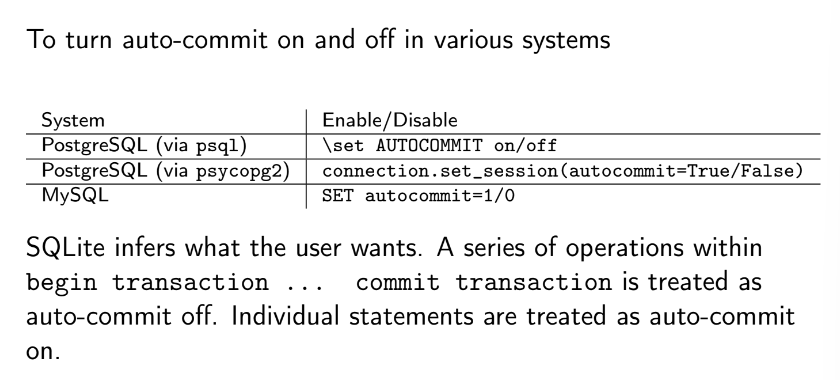 To turn auto-commit on and off in various systems
System Enable/Disable
PostgreSQL (via psql) \set AUTOCOMMIT on/off
PostgreSQL (via psycopg2) connection.set_session(autocommit=True/False)
MySQL SET autocommit=1/0
SQLite infers what the user wants. A series of operations within
begin transaction ... commit transaction is treated as
auto-commit off. Individual statements are treated as auto-commit
on.